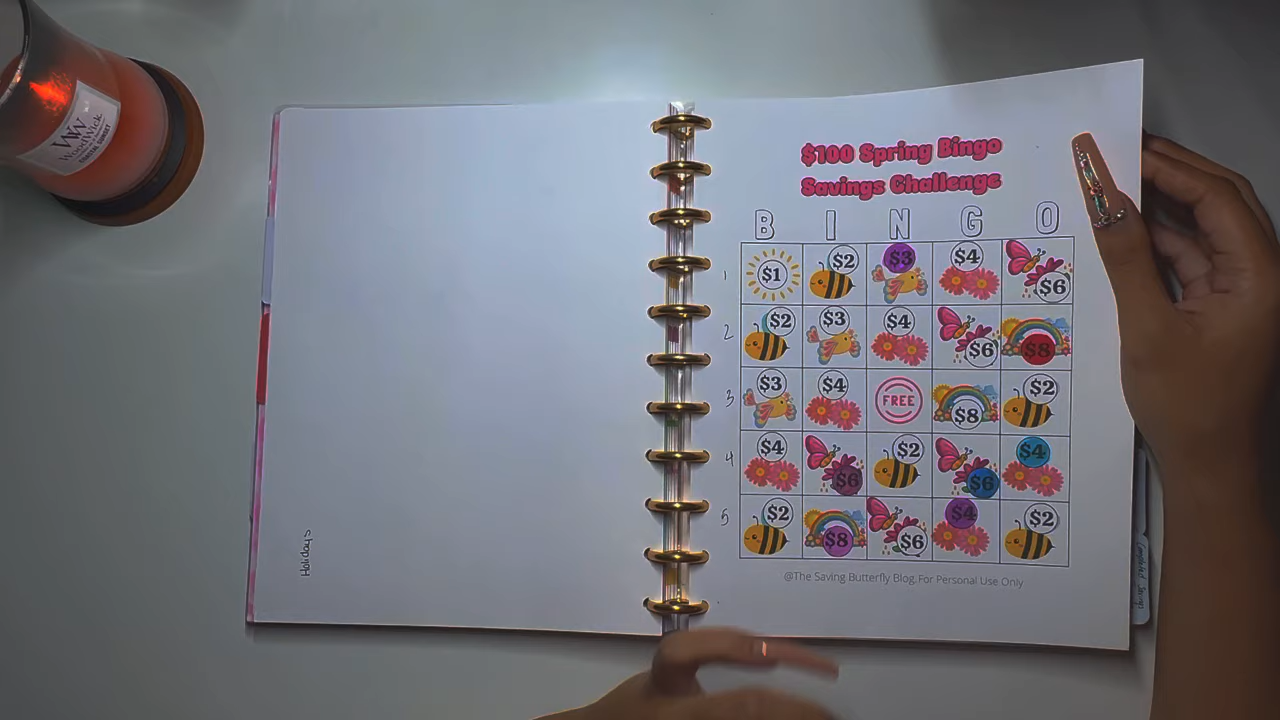 WW
WoodWick
$100 Spring Bingo
Savings Challenge
B I N G O
1 $1 $2 $3 $4 $6
2 $2 $3 $4 $6 $8
3 $3 $4 FREE $8 $2
4 $4 $6 $2 $6 $4
5 $2 $8 $6 $4 $2
@The Saving Butterfly Blog. For Personal Use Only
Holidays